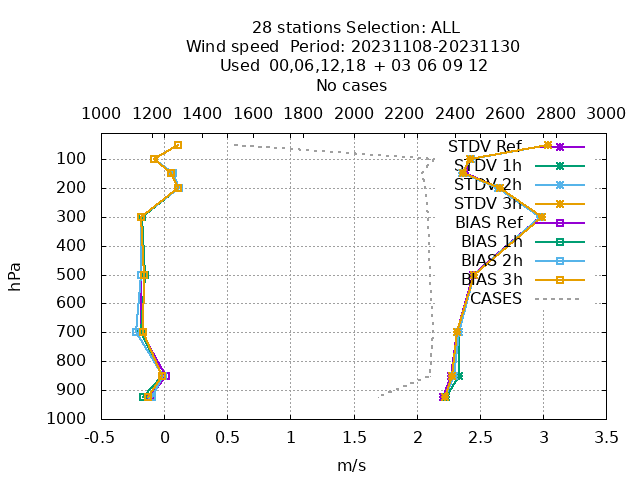 28 stations Selection: ALL
Wind speed  Period: 20231108-20231130
Used  00,06,12,18 + 03 06 09 12
No cases
1000 1200 1400 1600 1800 2000 2200 2400 2600 2800 3000
STDV Ref
STDV 1h
STDV 2h
STDV 3h
BIAS Ref
BIAS 1h
BIAS 2h
BIAS 3h
CASES
100
200
300
400
500
600
700
800
900
1000
hPa
-0.5 0 0.5 1 1.5 2 2.5 3 3.5
m/s